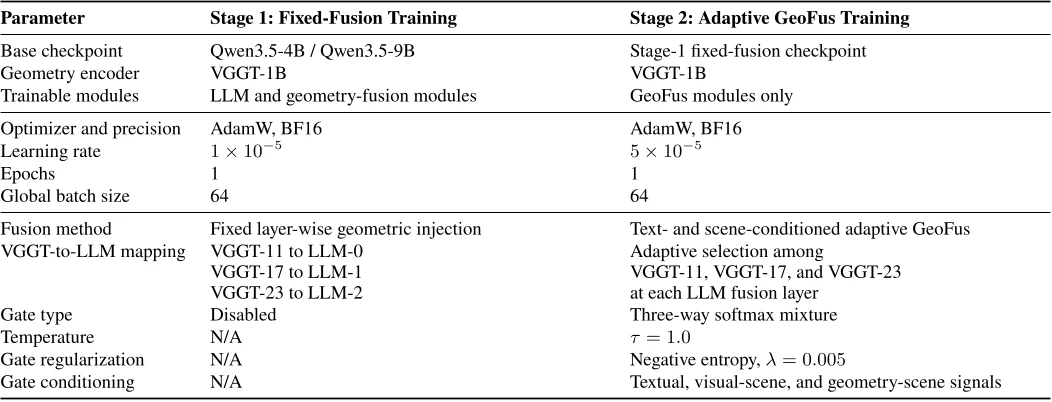 Parameter Stage 1: Fixed-Fusion Training Stage 2: Adaptive GeoFus Training
Base checkpoint Qwen3.5-4B / Qwen3.5-9B Stage-1 fixed-fusion checkpoint
Geometry encoder VGGT-1B VGGT-1B
Trainable modules LLM and geometry-fusion modules GeoFus modules only
Optimizer and precision AdamW, BF16 AdamW, BF16
Learning rate 1 × 10⁻⁵ 5 × 10⁻⁵
Epochs 1 1
Global batch size 64 64
Fusion method Fixed layer-wise geometric injection Text- and scene-conditioned adaptive GeoFus
VGGT-to-LLM mapping VGGT-11 to LLM-0 Adaptive selection among
VGGT-17 to LLM-1 VGGT-11, VGGT-17, and VGGT-23
VGGT-23 to LLM-2 at each LLM fusion layer
Gate type Disabled Three-way softmax mixture
Temperature N/A τ = 1.0
Gate regularization N/A Negative entropy, λ = 0.005
Gate conditioning N/A Textual, visual-scene, and geometry-scene signals